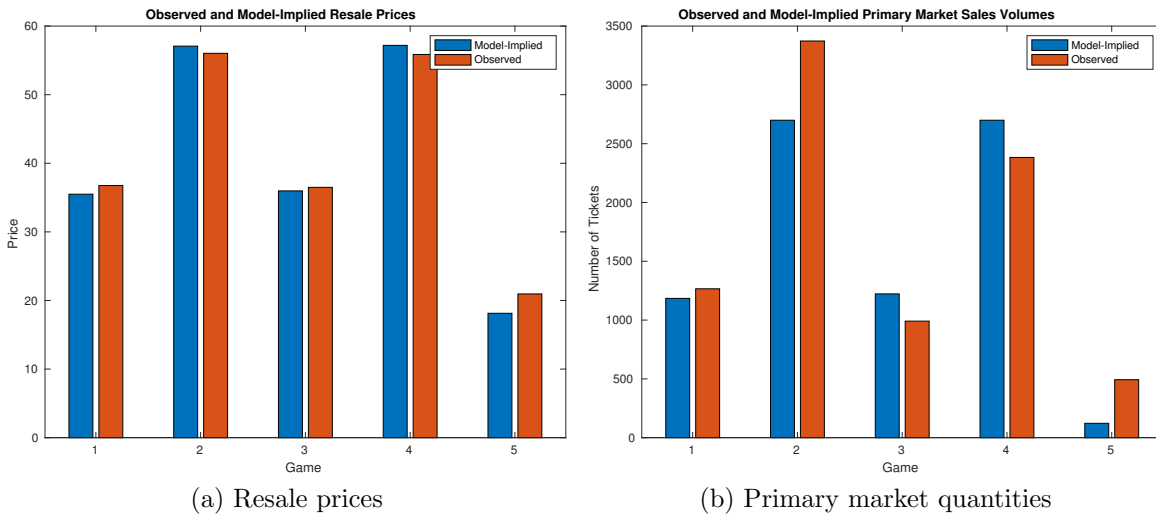 Observed and Model-Implied Resale Prices
60
50
40
30
20
10
0
Price
Model-Implied
Observed
1 2 3 4 5
Game
(a) Resale prices
Observed and Model-Implied Primary Market Sales Volumes
3500
3000
2500
2000
1500
1000
500
0
Number of Tickets
Model-Implied
Observed
1 2 3 4 5
Game
(b) Primary market quantities